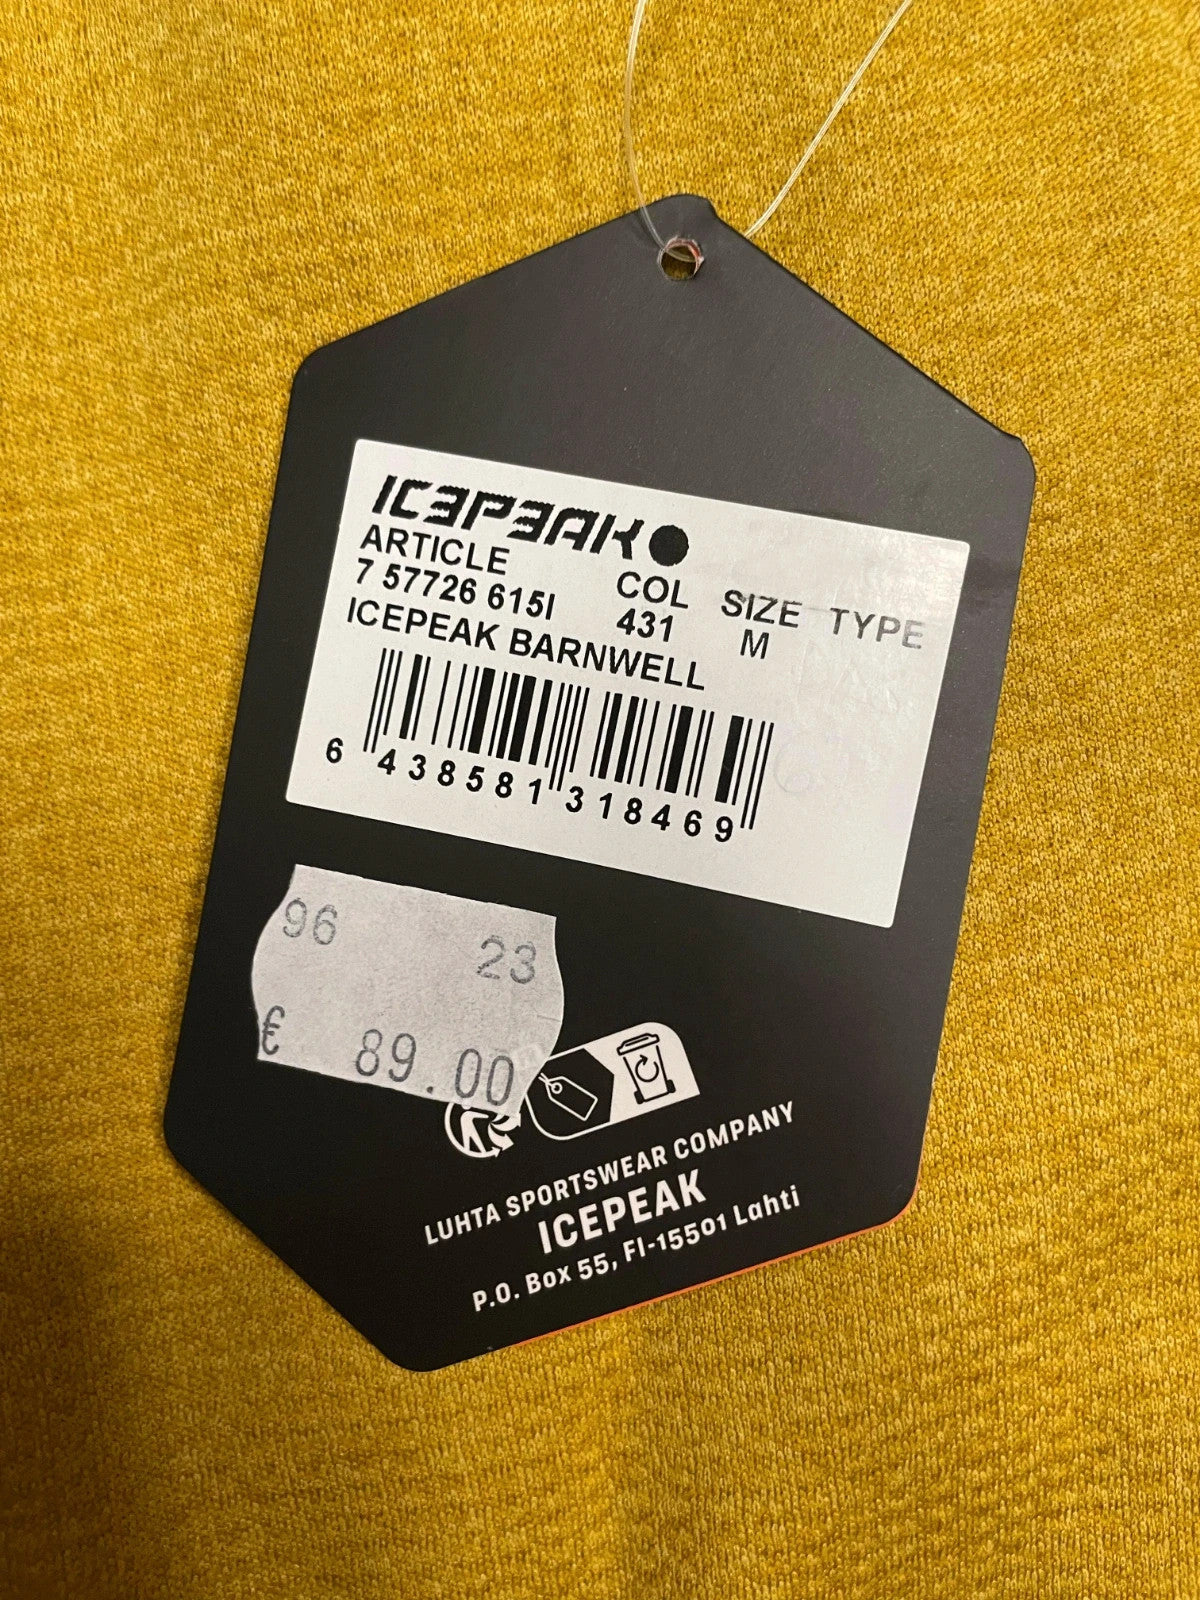 ICEPEAK
ARTICLE COL SIZE TYPE
7 57726 615I 431 M
ICEPEAK BARNWELL
6 438581 318469
96 23
€ 89.00
LUHTA SPORTSWEAR COMPANY
ICEPEAK
P.O. Box 55, FI-15501 Lahti